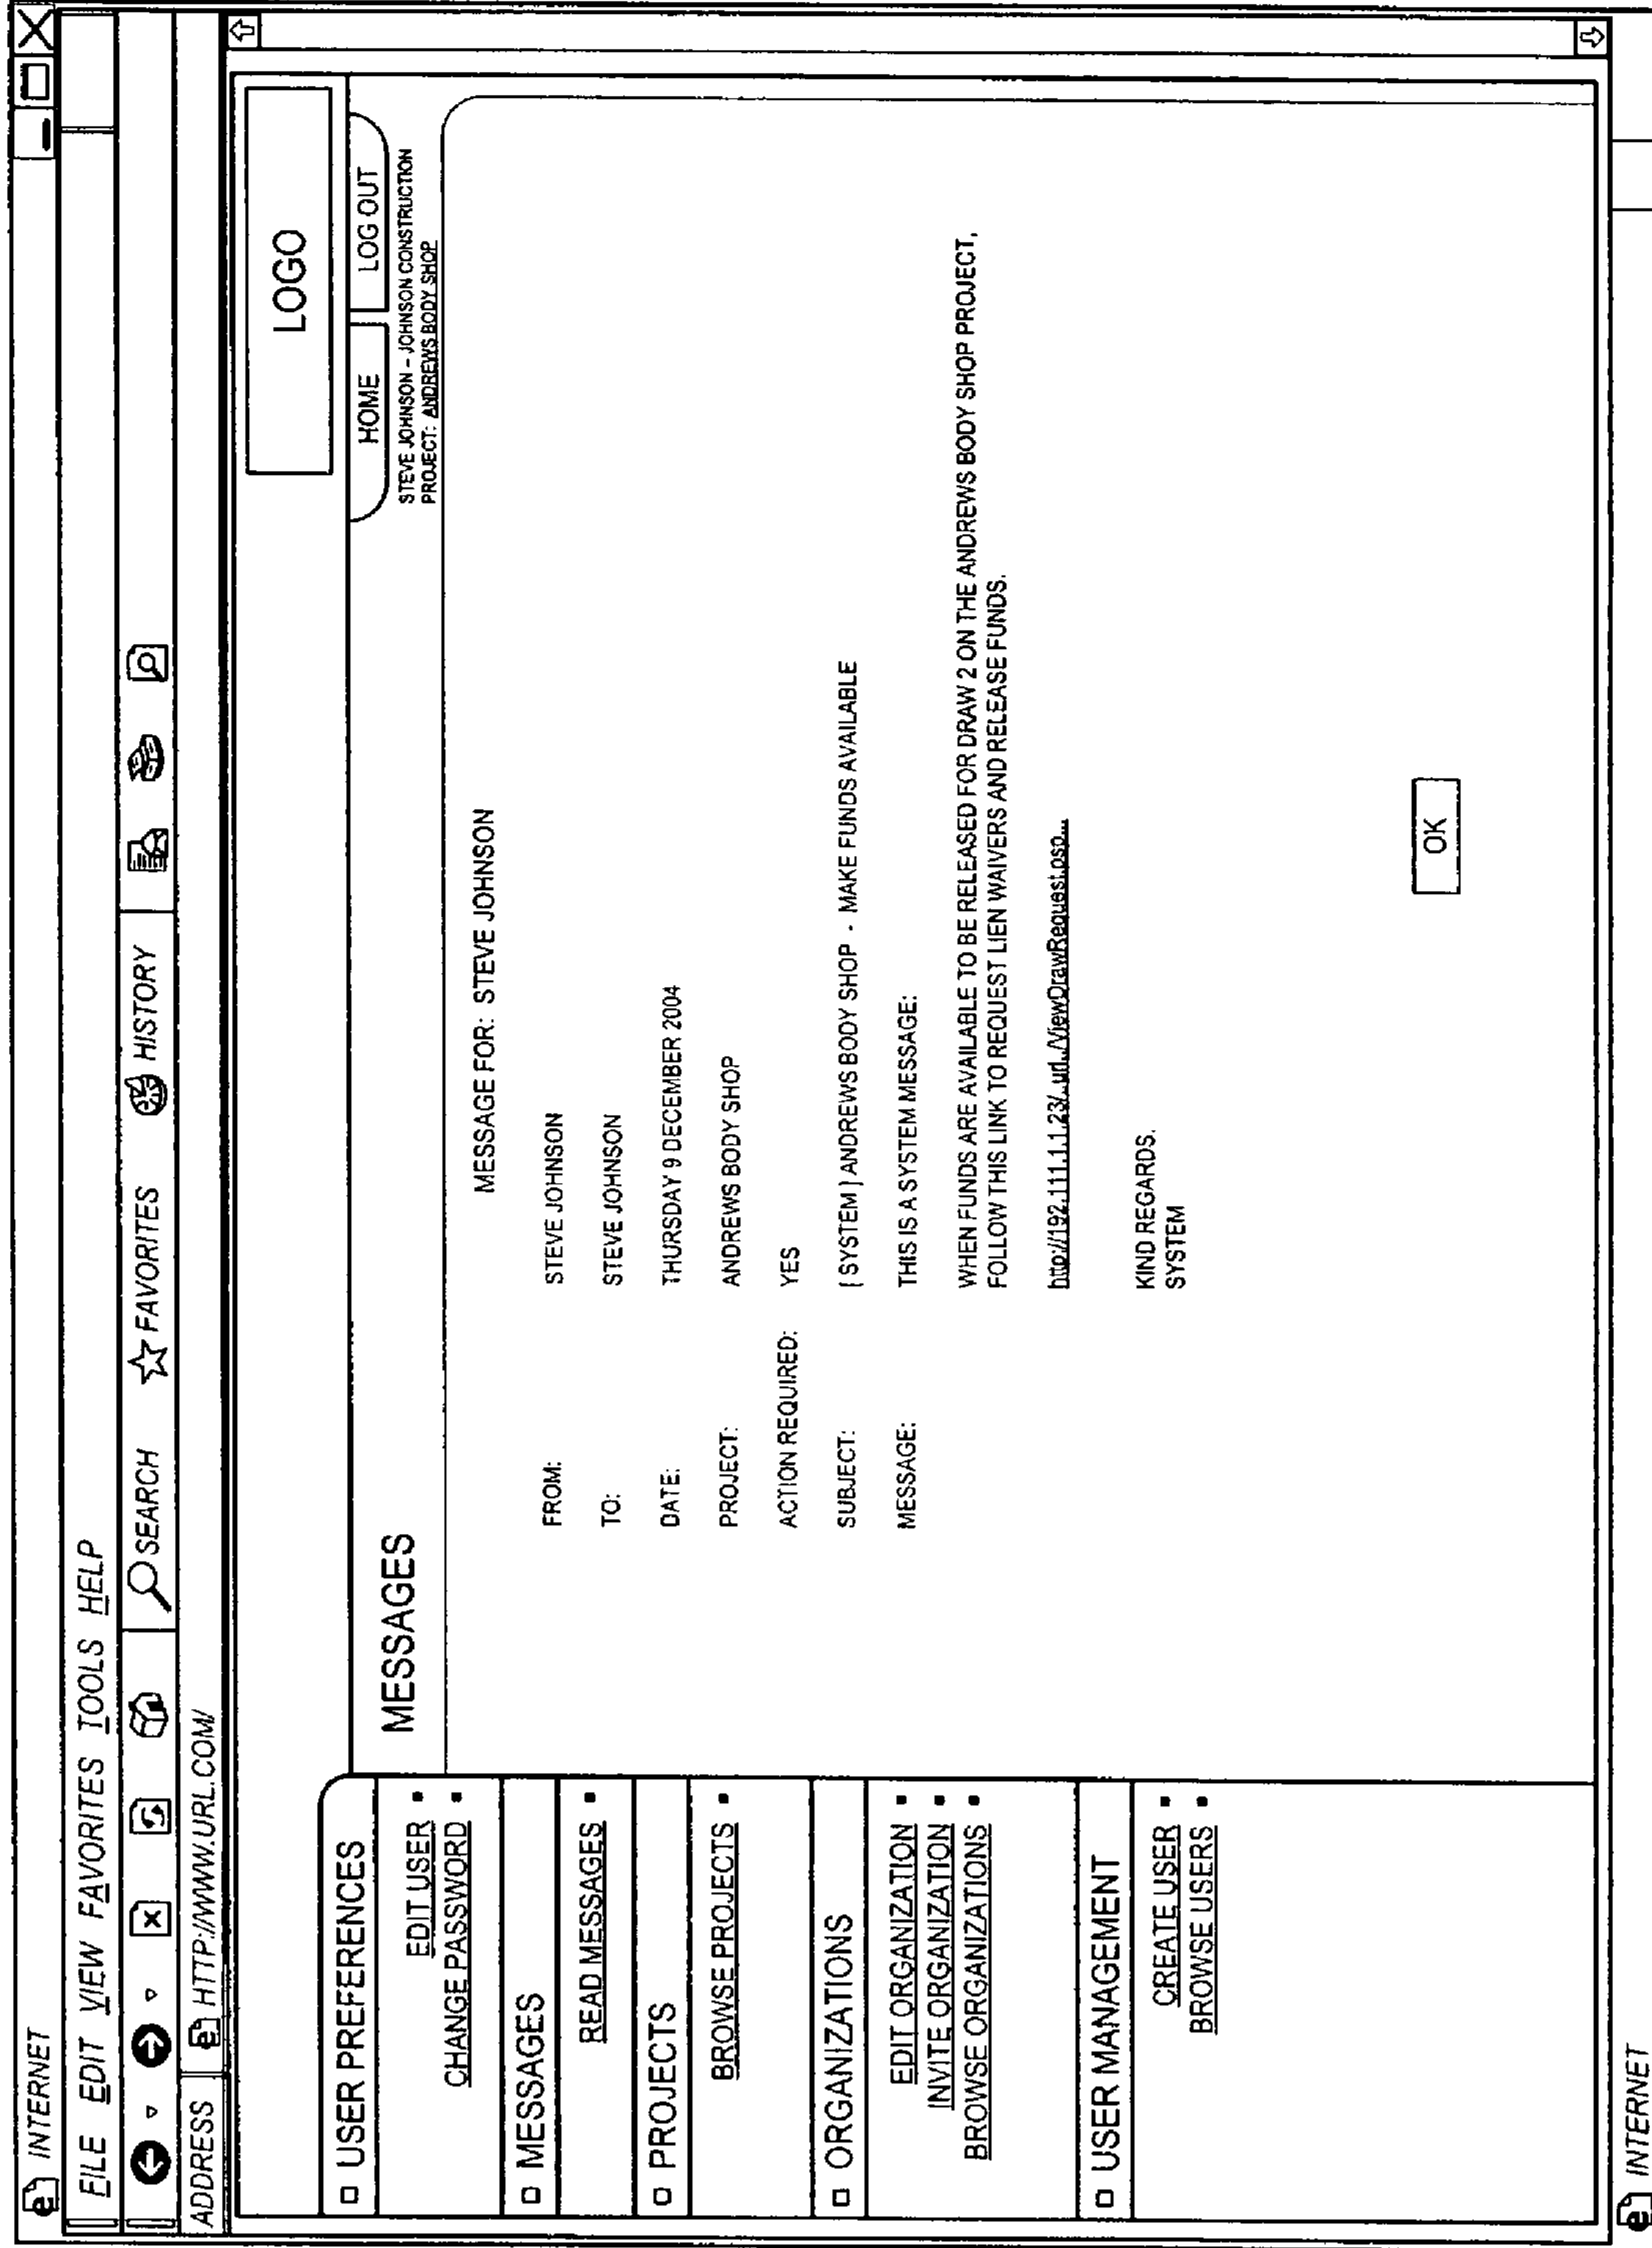 INTERNET
FILE EDIT VIEW FAVORITES TOOLS HELP
SEARCH FAVORITES HISTORY
ADDRESS HTTP://WWW.URL.COM/
LOGO
HOME LOG OUT
STEVE JOHNSON – JOHNSON CONSTRUCTION
PROJECT: ANDREWS BODY SHOP
USER PREFERENCES
EDIT USER
CHANGE PASSWORD
MESSAGES
READ MESSAGES
PROJECTS
BROWSE PROJECTS
ORGANIZATIONS
EDIT ORGANIZATION
INVITE ORGANIZATION
BROWSE ORGANIZATIONS
USER MANAGEMENT
CREATE USER
BROWSE USERS
MESSAGES
MESSAGE FOR: STEVE JOHNSON
FROM: STEVE JOHNSON
TO: STEVE JOHNSON
DATE: THURSDAY 9 DECEMBER 2004
PROJECT: ANDREWS BODY SHOP
ACTION REQUIRED: YES
SUBJECT: [ SYSTEM ] ANDREWS BODY SHOP - MAKE FUNDS AVAILABLE
MESSAGE: THIS IS A SYSTEM MESSAGE:
WHEN FUNDS ARE AVAILABLE TO BE RELEASED FOR DRAW 2 ON THE ANDREWS BODY SHOP PROJECT,
FOLLOW THIS LINK TO REQUEST LIEN WAIVERS AND RELEASE FUNDS.
KIND REGARDS.
SYSTEM
OK
INTERNET